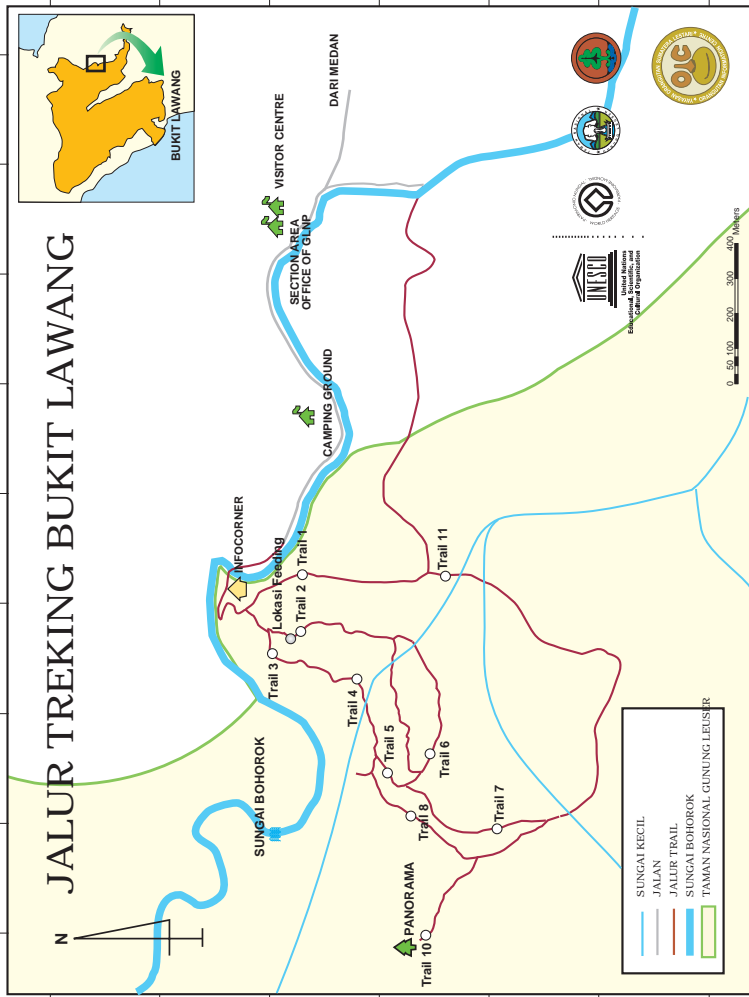 JALUR TREKING BUKIT LAWANG
BUKIT LAWANG
N
DARI MEDAN
VISITOR CENTRE
SECTION AREA
OFFICE OF GLNP
CAMPING GROUND
INFOCORNER
Lokasi Feeding
Trail 1
Trail 2
Trail 3
Trail 4
Trail 5
Trail 6
Trail 7
Trail 8
Trail 10
Trail 11
PANORAMA
SUNGAI BOHOROK
SUNGAI KECIL
JALAN
JALUR TRAIL
SUNGAI BOHOROK
TAMAN NASIONAL GUNUNG LEUSER
UNESCO
United Nations
Educational, Scientific, and
Cultural Organization
OIC
0 50 100 200 300 400
Meters